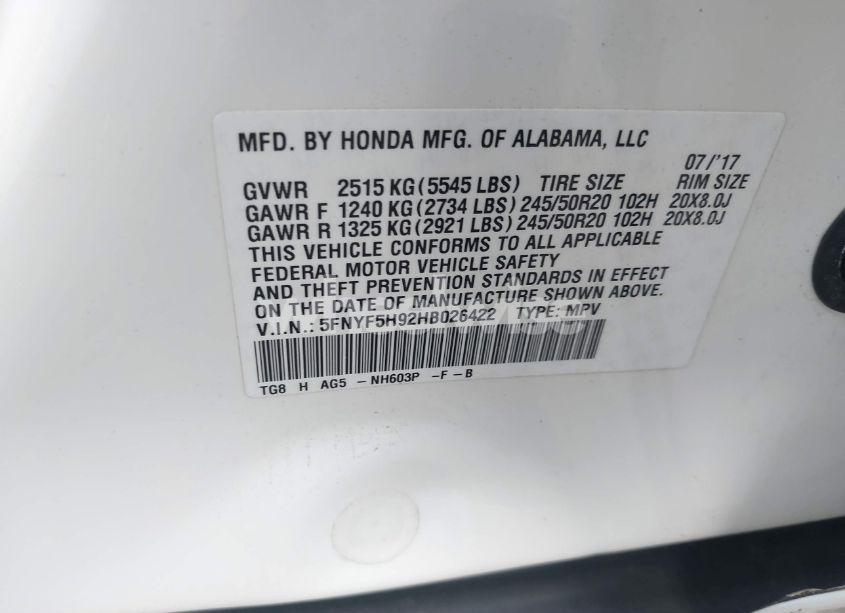 MFD. BY HONDA MFG. OF ALABAMA, LLC
07/'17
GVWR 2515 KG (5545 LBS) TIRE SIZE RIM SIZE
GAWR F 1240 KG (2734 LBS) 245/50R20 102H 20X8.0J
GAWR R 1325 KG (2921 LBS) 245/50R20 102H 20X8.0J
THIS VEHICLE CONFORMS TO ALL APPLICABLE
FEDERAL MOTOR VEHICLE SAFETY
AND THEFT PREVENTION STANDARDS IN EFFECT
ON THE DATE OF MANUFACTURE SHOWN ABOVE.
V.I.N.: 5FNYF5H92HB026422 TYPE: MPV
TG8 H AG5 -NH603P -F-B